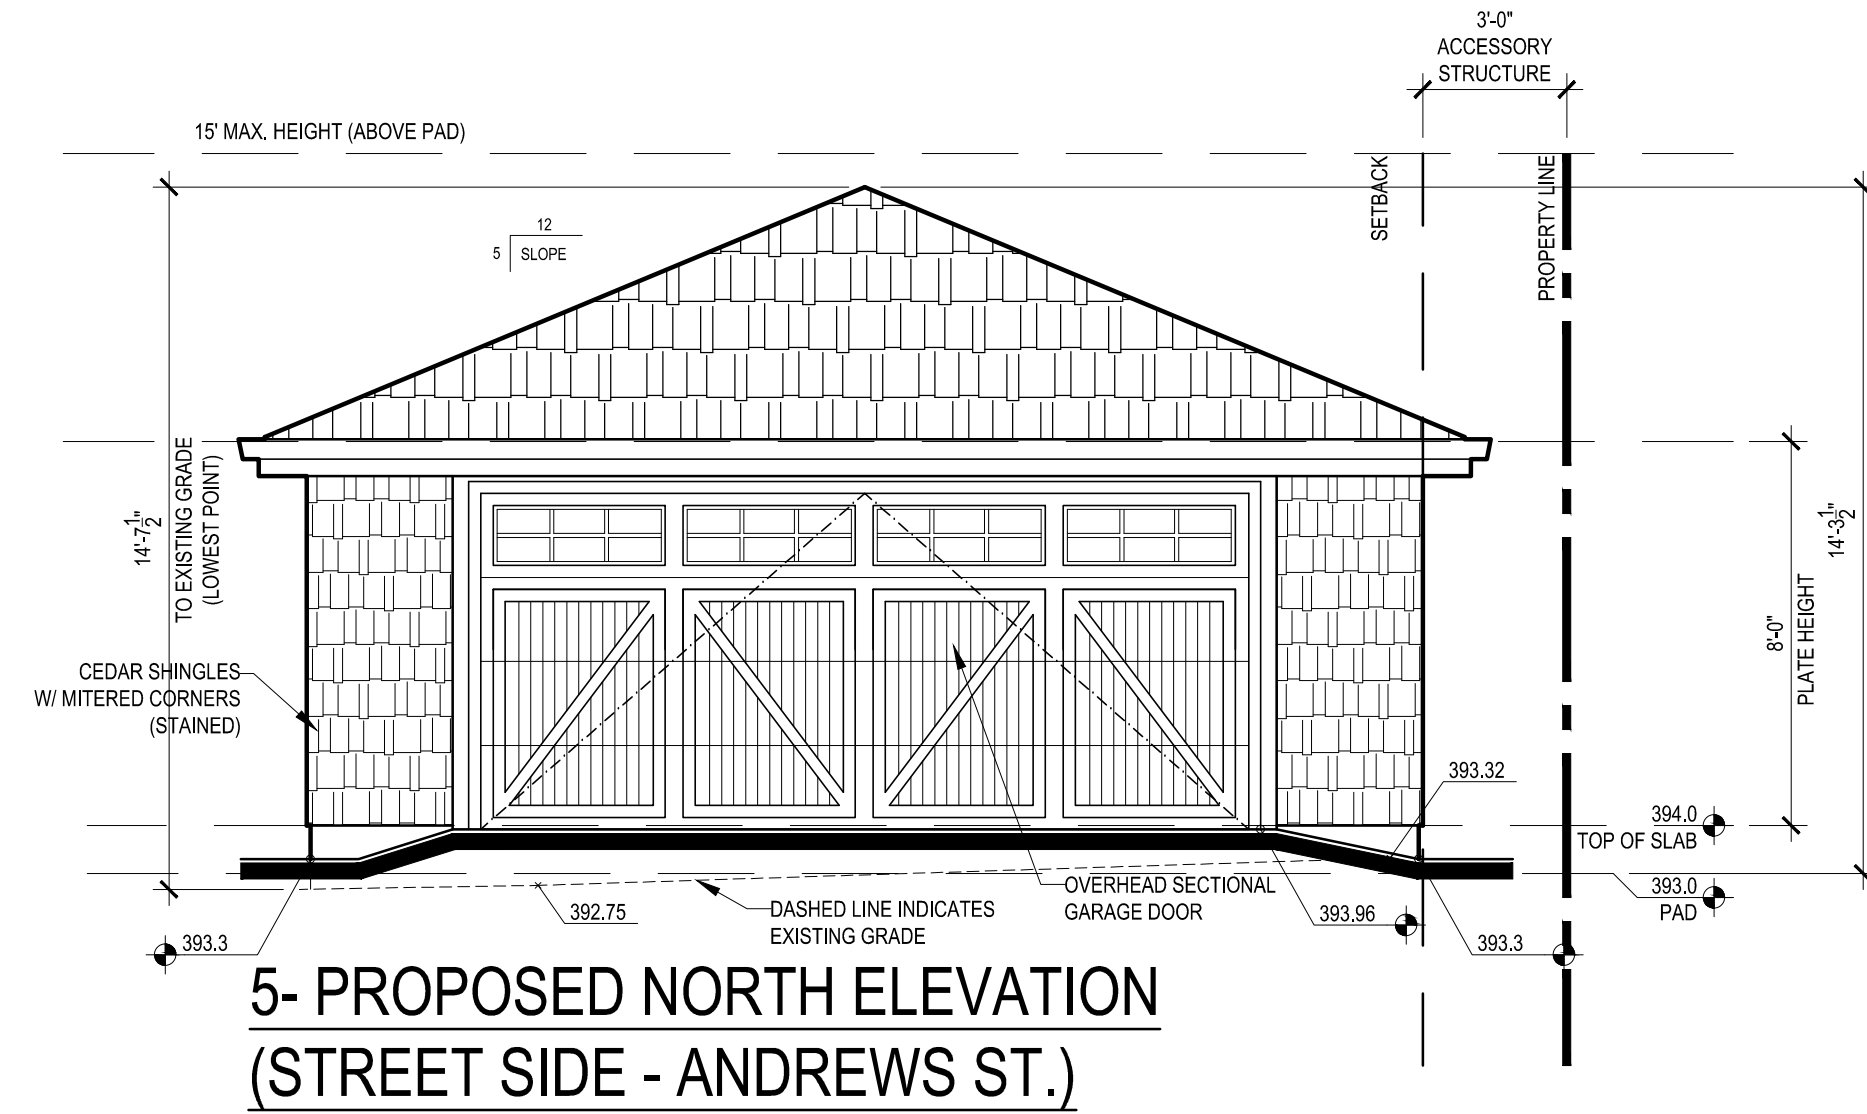 3'-0"
ACCESSORY
STRUCTURE
15' MAX. HEIGHT (ABOVE PAD)
SETBACK
PROPERTY LINE
12
5 SLOPE
14'-7 1/2"
TO EXISTING GRADE
(LOWEST POINT)
14'-3 1/2"
8'-0"
PLATE HEIGHT
CEDAR SHINGLES
W/ MITERED CORNERS
(STAINED)
393.32
394.0
TOP OF SLAB
393.0
PAD
OVERHEAD SECTIONAL
GARAGE DOOR
392.75
DASHED LINE INDICATES
EXISTING GRADE
393.96
393.3
393.3
5- PROPOSED NORTH ELEVATION
(STREET SIDE - ANDREWS ST.)